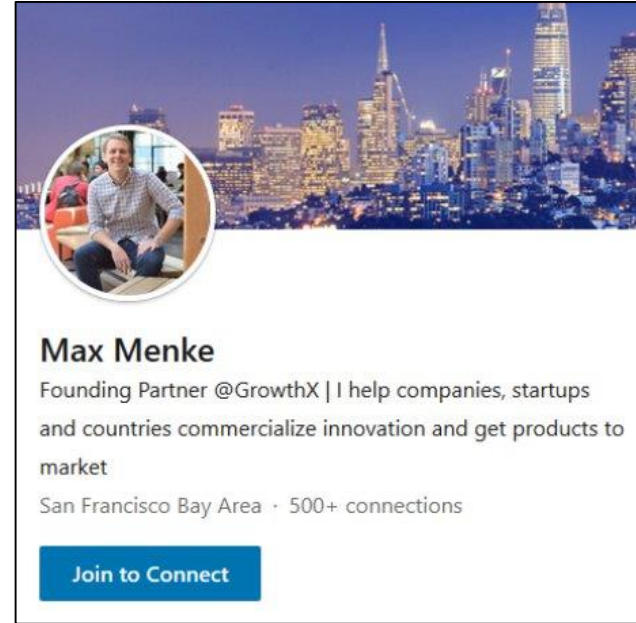 Max Menke
Founding Partner @GrowthX | I help companies, startups
and countries commercialize innovation and get products to
market
San Francisco Bay Area · 500+ connections
Join to Connect